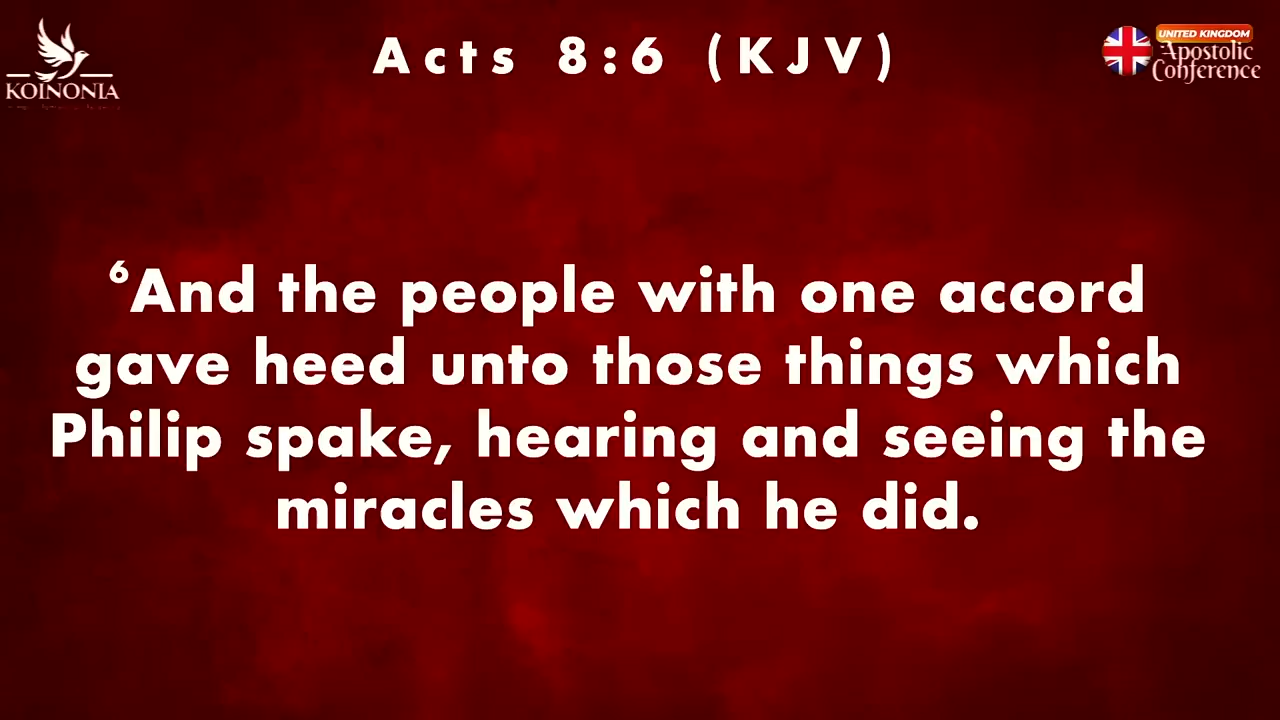 KOINONIA
Acts 8:6 (KJV)
UNITED KINGDOM
Apostolic
Conference
⁶And the people with one accord
gave heed unto those things which
Philip spake, hearing and seeing the
miracles which he did.